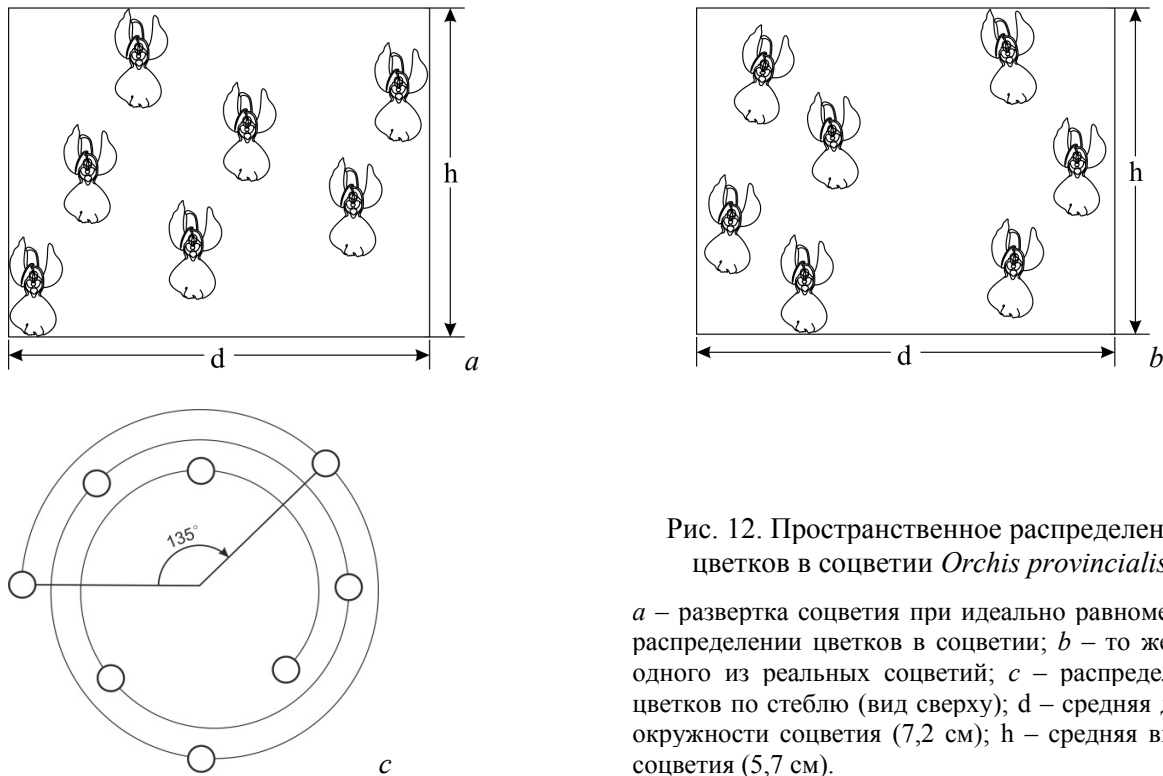 h
d
a
h
d
b
135°
c
Рис. 12. Пространственное распределен
цветков в соцветии Orchis provincialis
a – развертка соцветия при идеально равноме
распределении цветков в соцветии; b – то же
одного из реальных соцветий; c – распредел
цветков по стеблю (вид сверху); d – средняя д
окружности соцветия (7,2 см); h – средняя вы
соцветия (5,7 см).